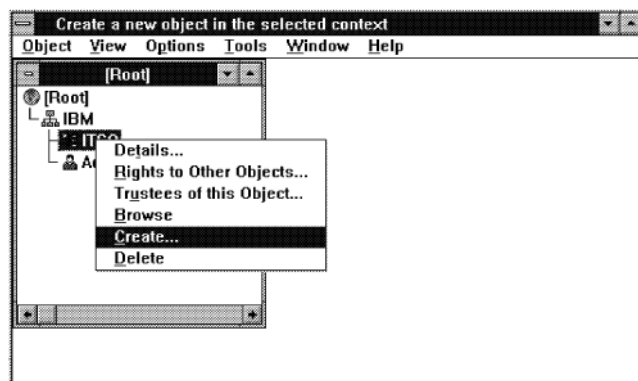 Create a new object in the selected context
Object View Options Tools Window Help
[Root]
[Root]
IBM
Details...
Rights to Other Objects...
Trustees of this Object...
Browse
Create...
Delete